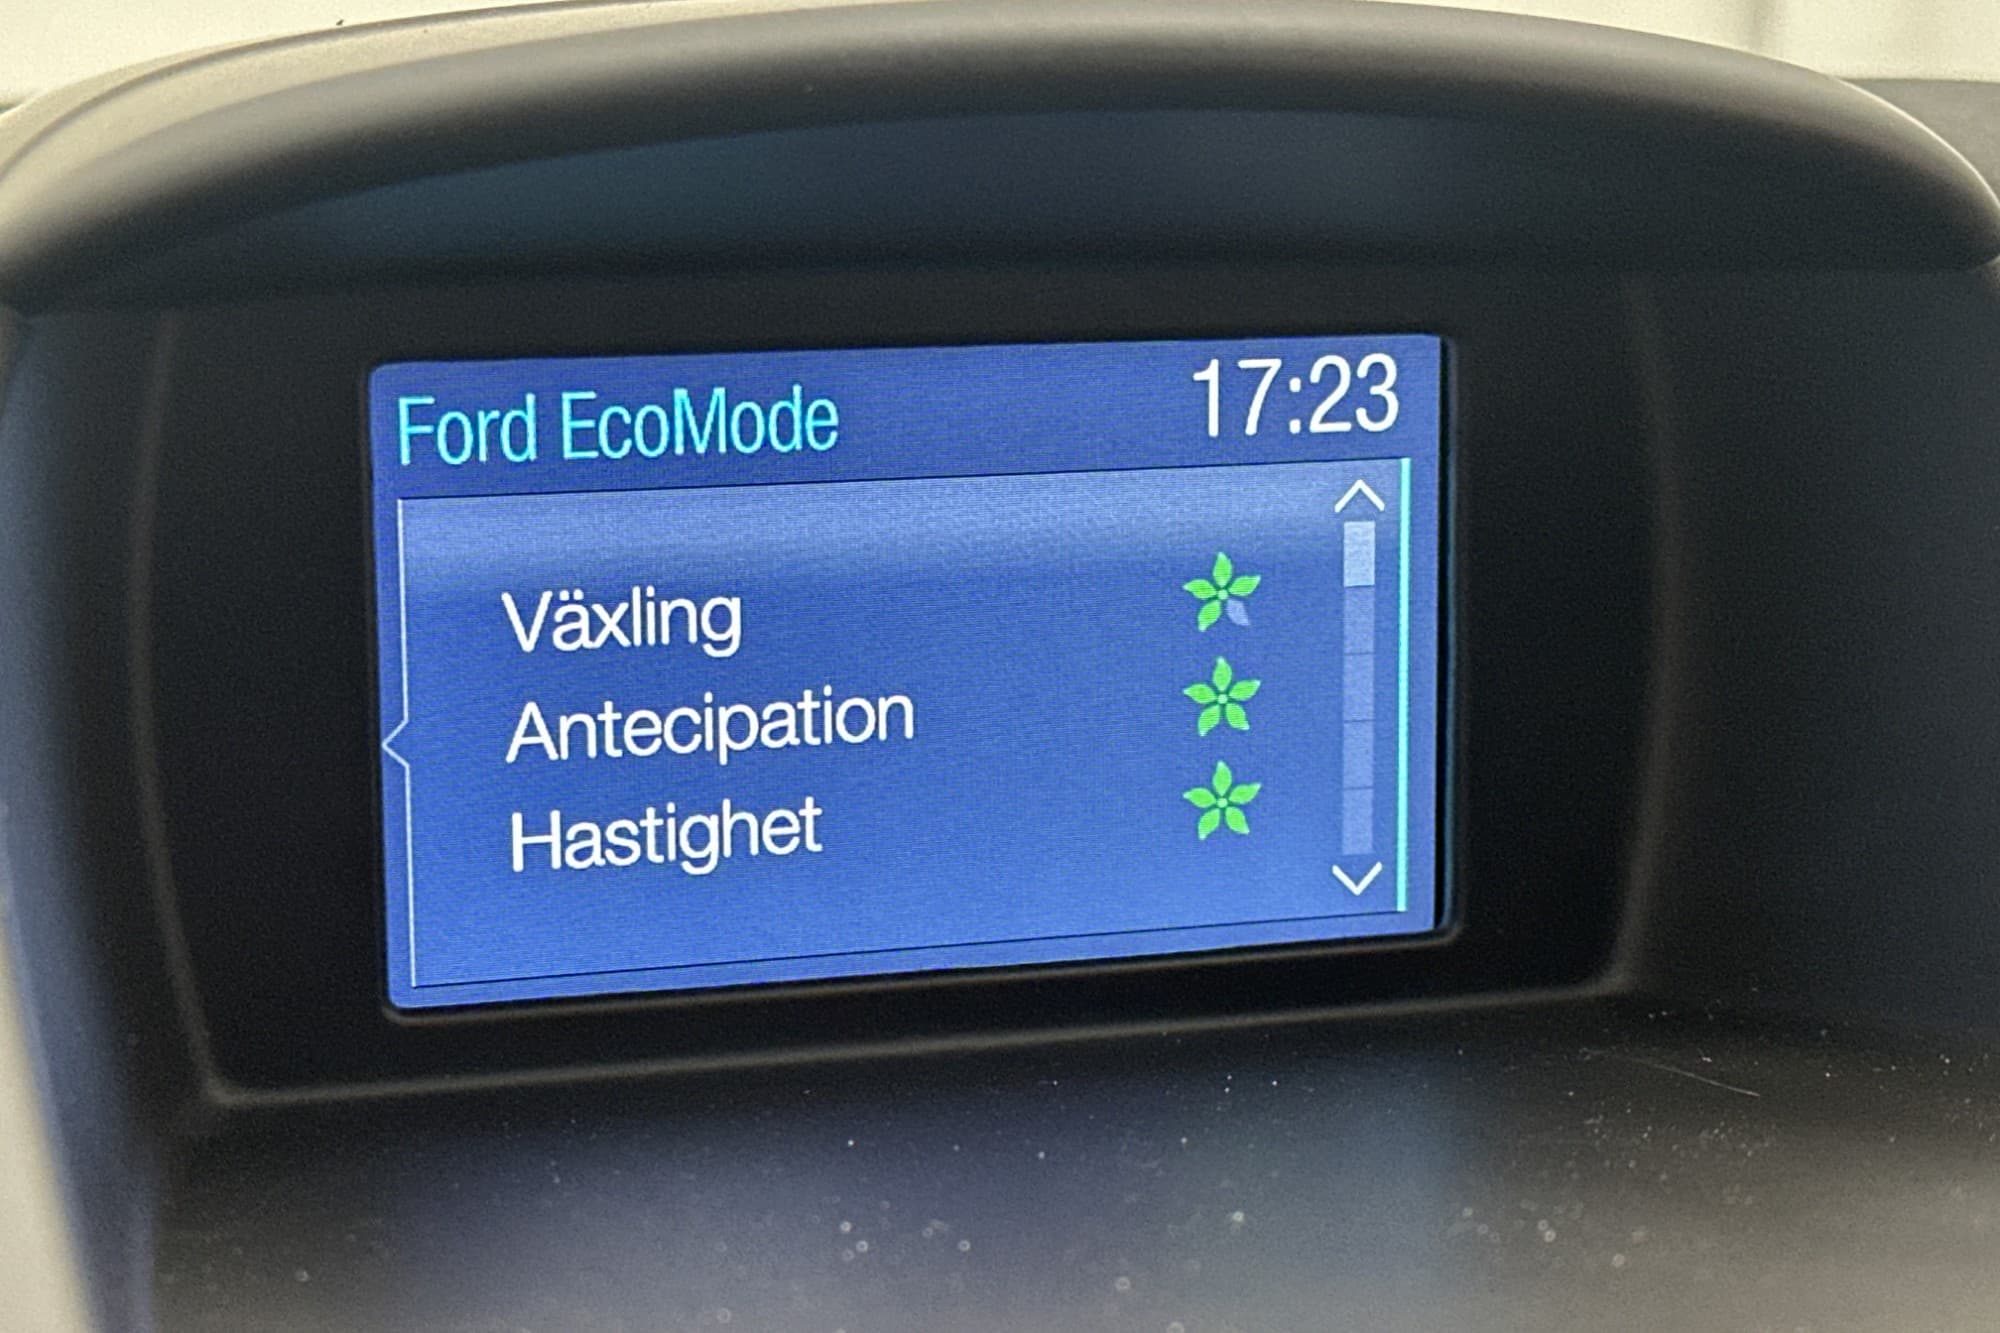 Ford EcoMode 17:23
Växling
Antecipation
Hastighet